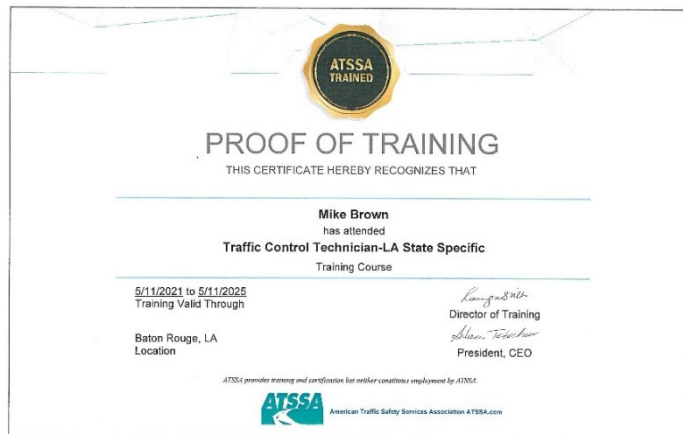 ATSSA
TRAINED
PROOF OF TRAINING
THIS CERTIFICATE HEREBY RECOGNIZES THAT
Mike Brown
has attended
Traffic Control Technician-LA State Specific
Training Course
5/11/2021 to 5/11/2025
Training Valid Through
Director of Training
Baton Rouge, LA
Location
President, CEO
ATSSA provides training and certification but neither constitutes employment by ATSSA.
ATSSA
American Traffic Safety Services Association ATSSA.com